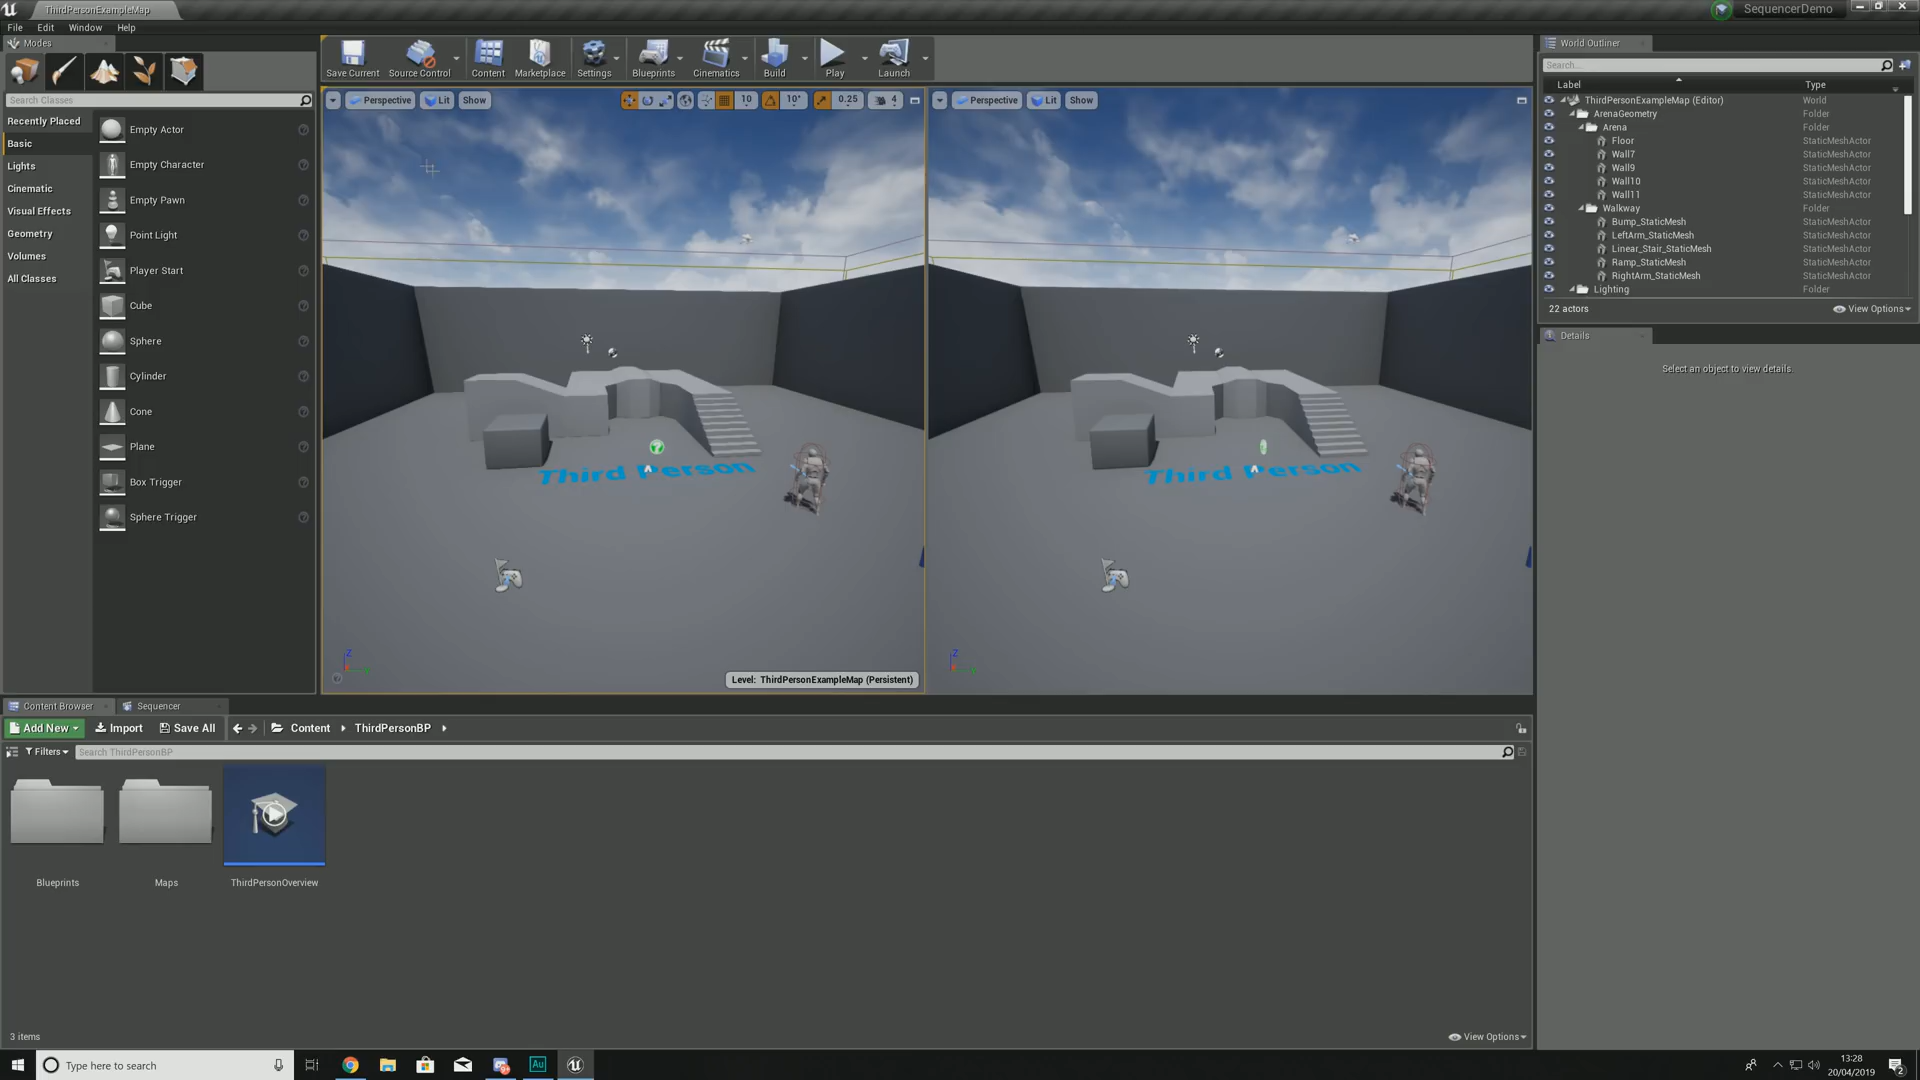 ThirdPersonExampleMap
SequencerDemo
File Edit Window Help
Modes
Save Current Source Control Content Marketplace Settings Blueprints Cinematics Build Play Launch
World Outliner
Search...
Label Type
Search Classes
Recently Placed
Basic
Lights
Cinematic
Visual Effects
Geometry
Volumes
All Classes
Empty Actor
Empty Character
Empty Pawn
Point Light
Player Start
Cube
Sphere
Cylinder
Cone
Plane
Box Trigger
Sphere Trigger
Perspective Lit Show 10 10° 0.25 4
Perspective Lit Show
Third Person
Third Person
Z
Z
Level: ThirdPersonExampleMap (Persistent)
ThirdPersonExampleMap (Editor) World
ArenaGeometry Folder
Arena Folder
Floor StaticMeshActor
Wall7 StaticMeshActor
Wall9 StaticMeshActor
Wall10 StaticMeshActor
Wall11 StaticMeshActor
Walkway Folder
Bump_StaticMesh StaticMeshActor
LeftArm_StaticMesh StaticMeshActor
Linear_Stair_StaticMesh StaticMeshActor
Ramp_StaticMesh StaticMeshActor
RightArm_StaticMesh StaticMeshActor
Lighting Folder
22 actors View Options
Details
Select an object to view details.
Content Browser Sequencer
Add New Import Save All Content ThirdPersonBP
Filters Search ThirdPersonBP
Blueprints Maps ThirdPersonOverview
3 items View Options
Type here to search
Au
13:28
20/04/2019
2